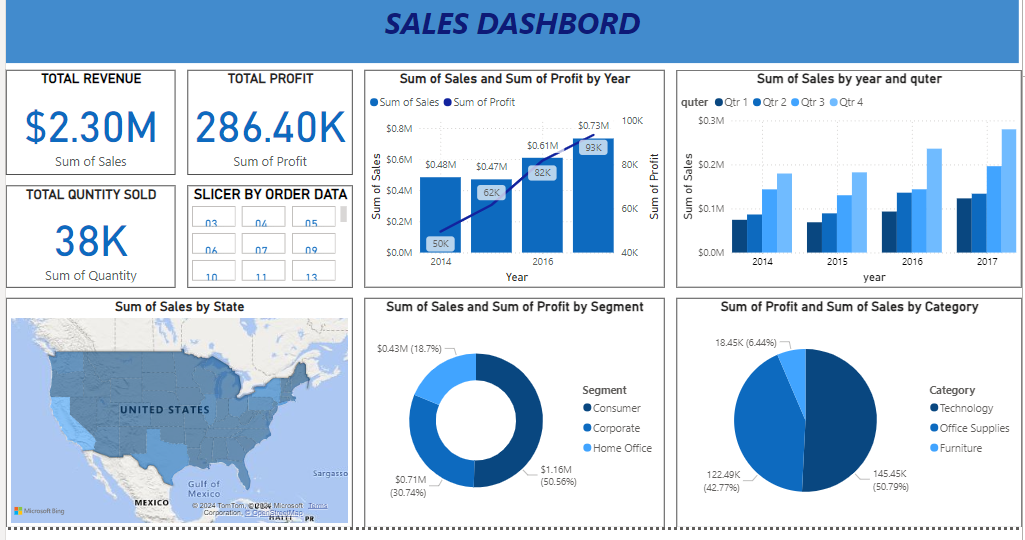 SALES DASHBORD
TOTAL REVENUE
$2.30M
Sum of Sales
TOTAL PROFIT
286.40K
Sum of Profit
TOTAL QUNTITY SOLD
38K
Sum of Quantity
SLICER BY ORDER DATA
03 04 05
06 07 09
10 11 13
Sum of Sales and Sum of Profit by Year
Sum of Sales Sum of Profit
Sum of Sales
$0.8M
$0.6M
$0.4M
$0.2M
$0.0M
$0.48M
$0.47M
$0.61M
$0.73M
50K
62K
82K
93K
100K
80K
60K
40K
Sum of Profit
2014 2016
Year
Sum of Sales by year and quter
quter Qtr 1 Qtr 2 Qtr 3 Qtr 4
Sum of Sales
$0.3M
$0.2M
$0.1M
$0.0M
2014 2015 2016 2017
year
Sum of Sales by State
UNITED STATES
Gulf of
Mexico
Sargasso
MEXICO
PR
Microsoft Bing
© 2024 TomTom, © 2024 Microsoft
Corporation, © OpenStreetMap
Terms
Sum of Sales and Sum of Profit by Segment
$0.43M (18.7%)
$0.71M
(30.74%)
$1.16M
(50.56%)
Segment
Consumer
Corporate
Home Office
Sum of Profit and Sum of Sales by Category
18.45K (6.44%)
122.49K
(42.77%)
145.45K
(50.79%)
Category
Technology
Office Supplies
Furniture